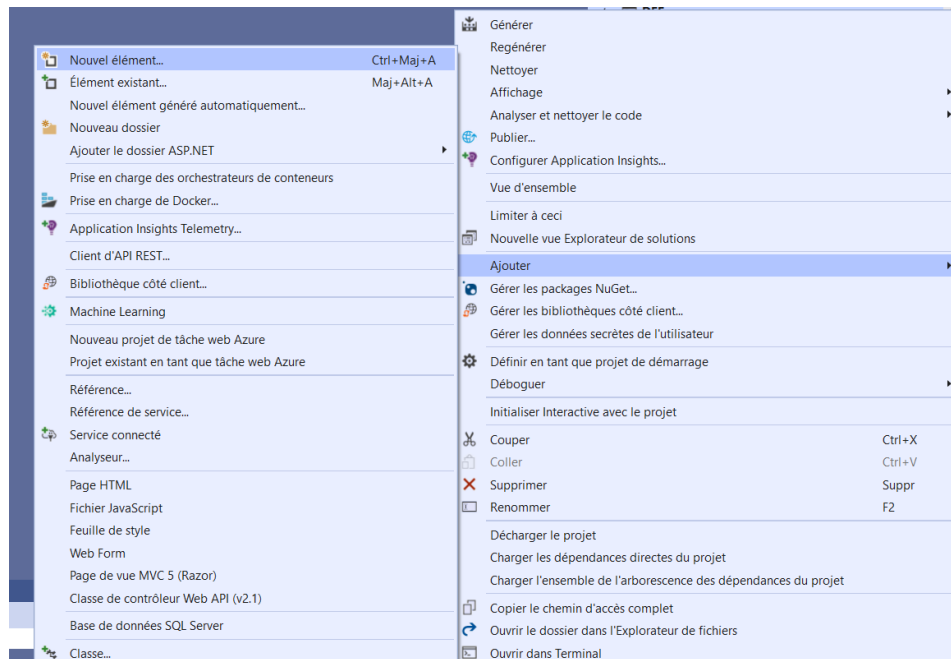 Générer
Regénérer
Nettoyer
Affichage
Analyser et nettoyer le code
Publier...
Configurer Application Insights...
Vue d'ensemble
Limiter à ceci
Nouvelle vue Explorateur de solutions
Ajouter
Gérer les packages NuGet...
Gérer les bibliothèques côté client...
Gérer les données secrètes de l'utilisateur
Définir en tant que projet de démarrage
Déboguer
Initialiser Interactive avec le projet
Couper Ctrl+X
Coller Ctrl+V
Supprimer Suppr
Renommer F2
Décharger le projet
Charger les dépendances directes du projet
Charger l'ensemble de l'arborescence des dépendances du projet
Copier le chemin d'accès complet
Ouvrir le dossier dans l'Explorateur de fichiers
Ouvrir dans Terminal
Nouvel élément... Ctrl+Maj+A
Élément existant... Maj+Alt+A
Nouvel élément généré automatiquement...
Nouveau dossier
Ajouter le dossier ASP.NET
Prise en charge des orchestrateurs de conteneurs
Prise en charge de Docker...
Application Insights Telemetry...
Client d'API REST...
Bibliothèque côté client...
Machine Learning
Nouveau projet de tâche web Azure
Projet existant en tant que tâche web Azure
Référence...
Référence de service...
Service connecté
Analyseur...
Page HTML
Fichier JavaScript
Feuille de style
Web Form
Page de vue MVC 5 (Razor)
Classe de contrôleur Web API (v2.1)
Base de données SQL Server
Classe...